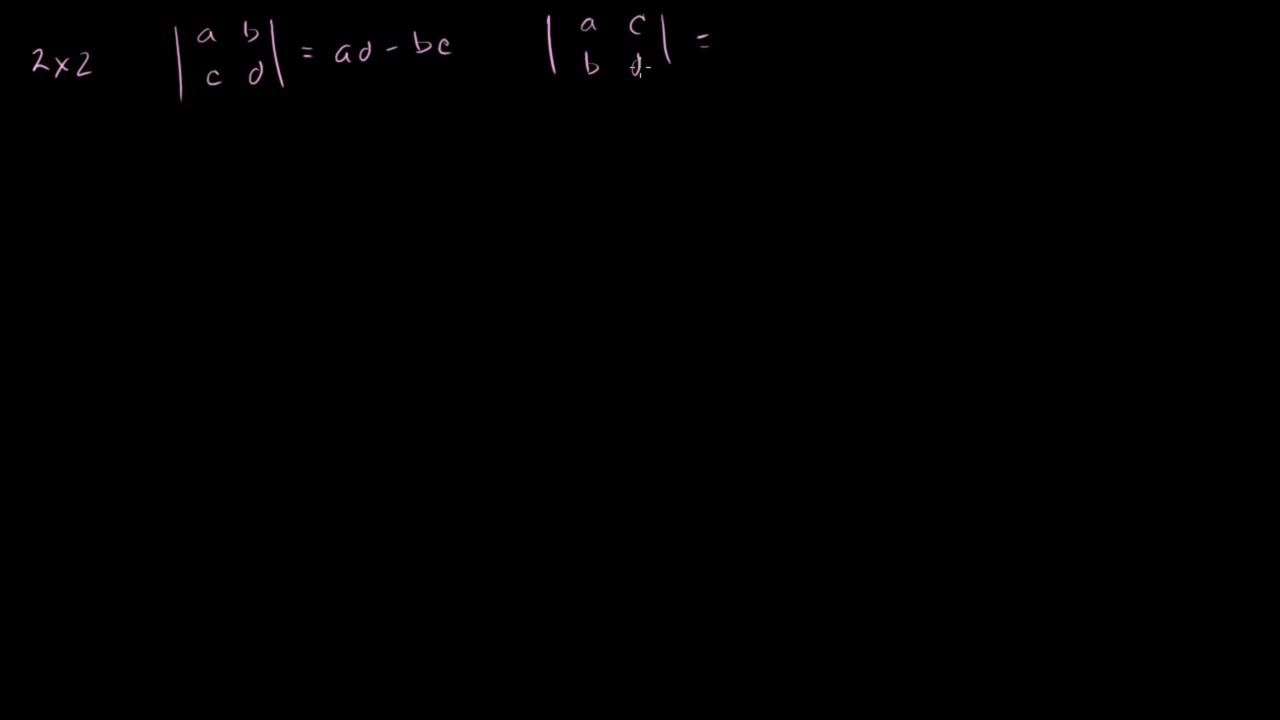 2x2 |a b| = ad - bc |a c| =
|c d| |b d|